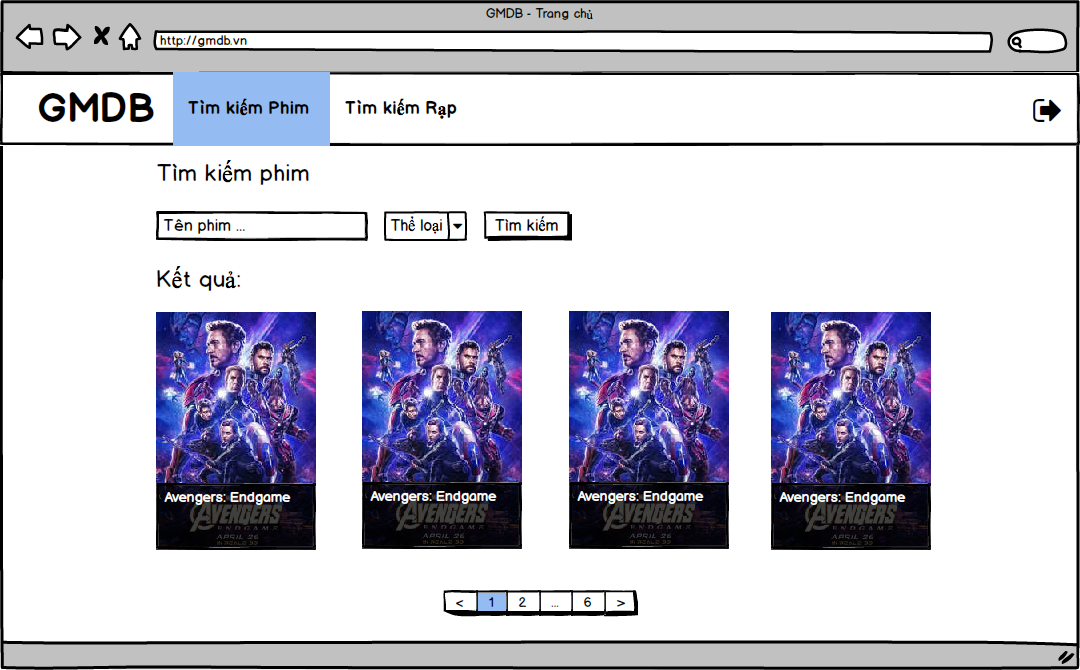 GMDB - Trang chủ
http://gmdb.vn
GMDB Tìm kiếm Phim Tìm kiếm Rạp
Tìm kiếm phim
Tên phim ... Thể loại Tìm kiếm
Kết quả:
Avengers: Endgame Avengers: Endgame Avengers: Endgame Avengers: Endgame
AVENGERS AVENGERS AVENGERS AVENGERS
ENDGAME ENDGAME ENDGAME ENDGAME
APRIL 26 APRIL 26 APRIL 26 APRIL 26
< 1 2 ... 6 >